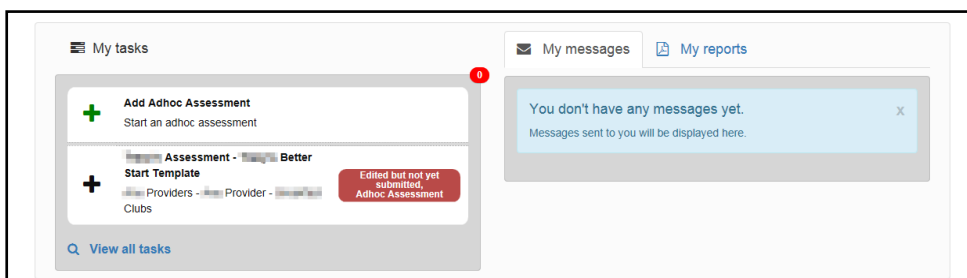 My tasks
0
Add Adhoc Assessment
Start an adhoc assessment
Assessment - Better
Start Template
Providers - Provider -
Clubs
Edited but not yet
submitted,
Adhoc Assessment
View all tasks
My messages
My reports
You don't have any messages yet.
x
Messages sent to you will be displayed here.